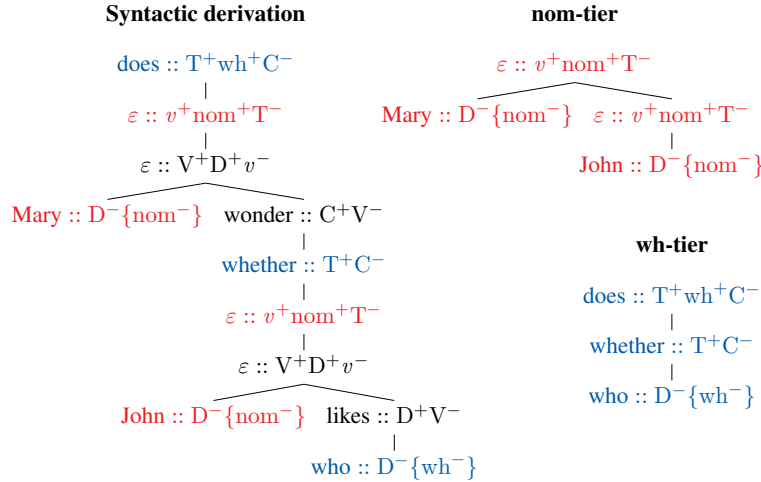 Syntactic derivation
does :: T⁺wh⁺C⁻
ε :: v⁺nom⁺T⁻
ε :: V⁺D⁺v⁻
Mary :: D⁻{nom⁻} wonder :: C⁺V⁻
whether :: T⁺C⁻
ε :: v⁺nom⁺T⁻
ε :: V⁺D⁺v⁻
John :: D⁻{nom⁻} likes :: D⁺V⁻
who :: D⁻{wh⁻}
nom-tier
ε :: v⁺nom⁺T⁻
Mary :: D⁻{nom⁻} ε :: v⁺nom⁺T⁻
John :: D⁻{nom⁻}
wh-tier
does :: T⁺wh⁺C⁻
whether :: T⁺C⁻
who :: D⁻{wh⁻}